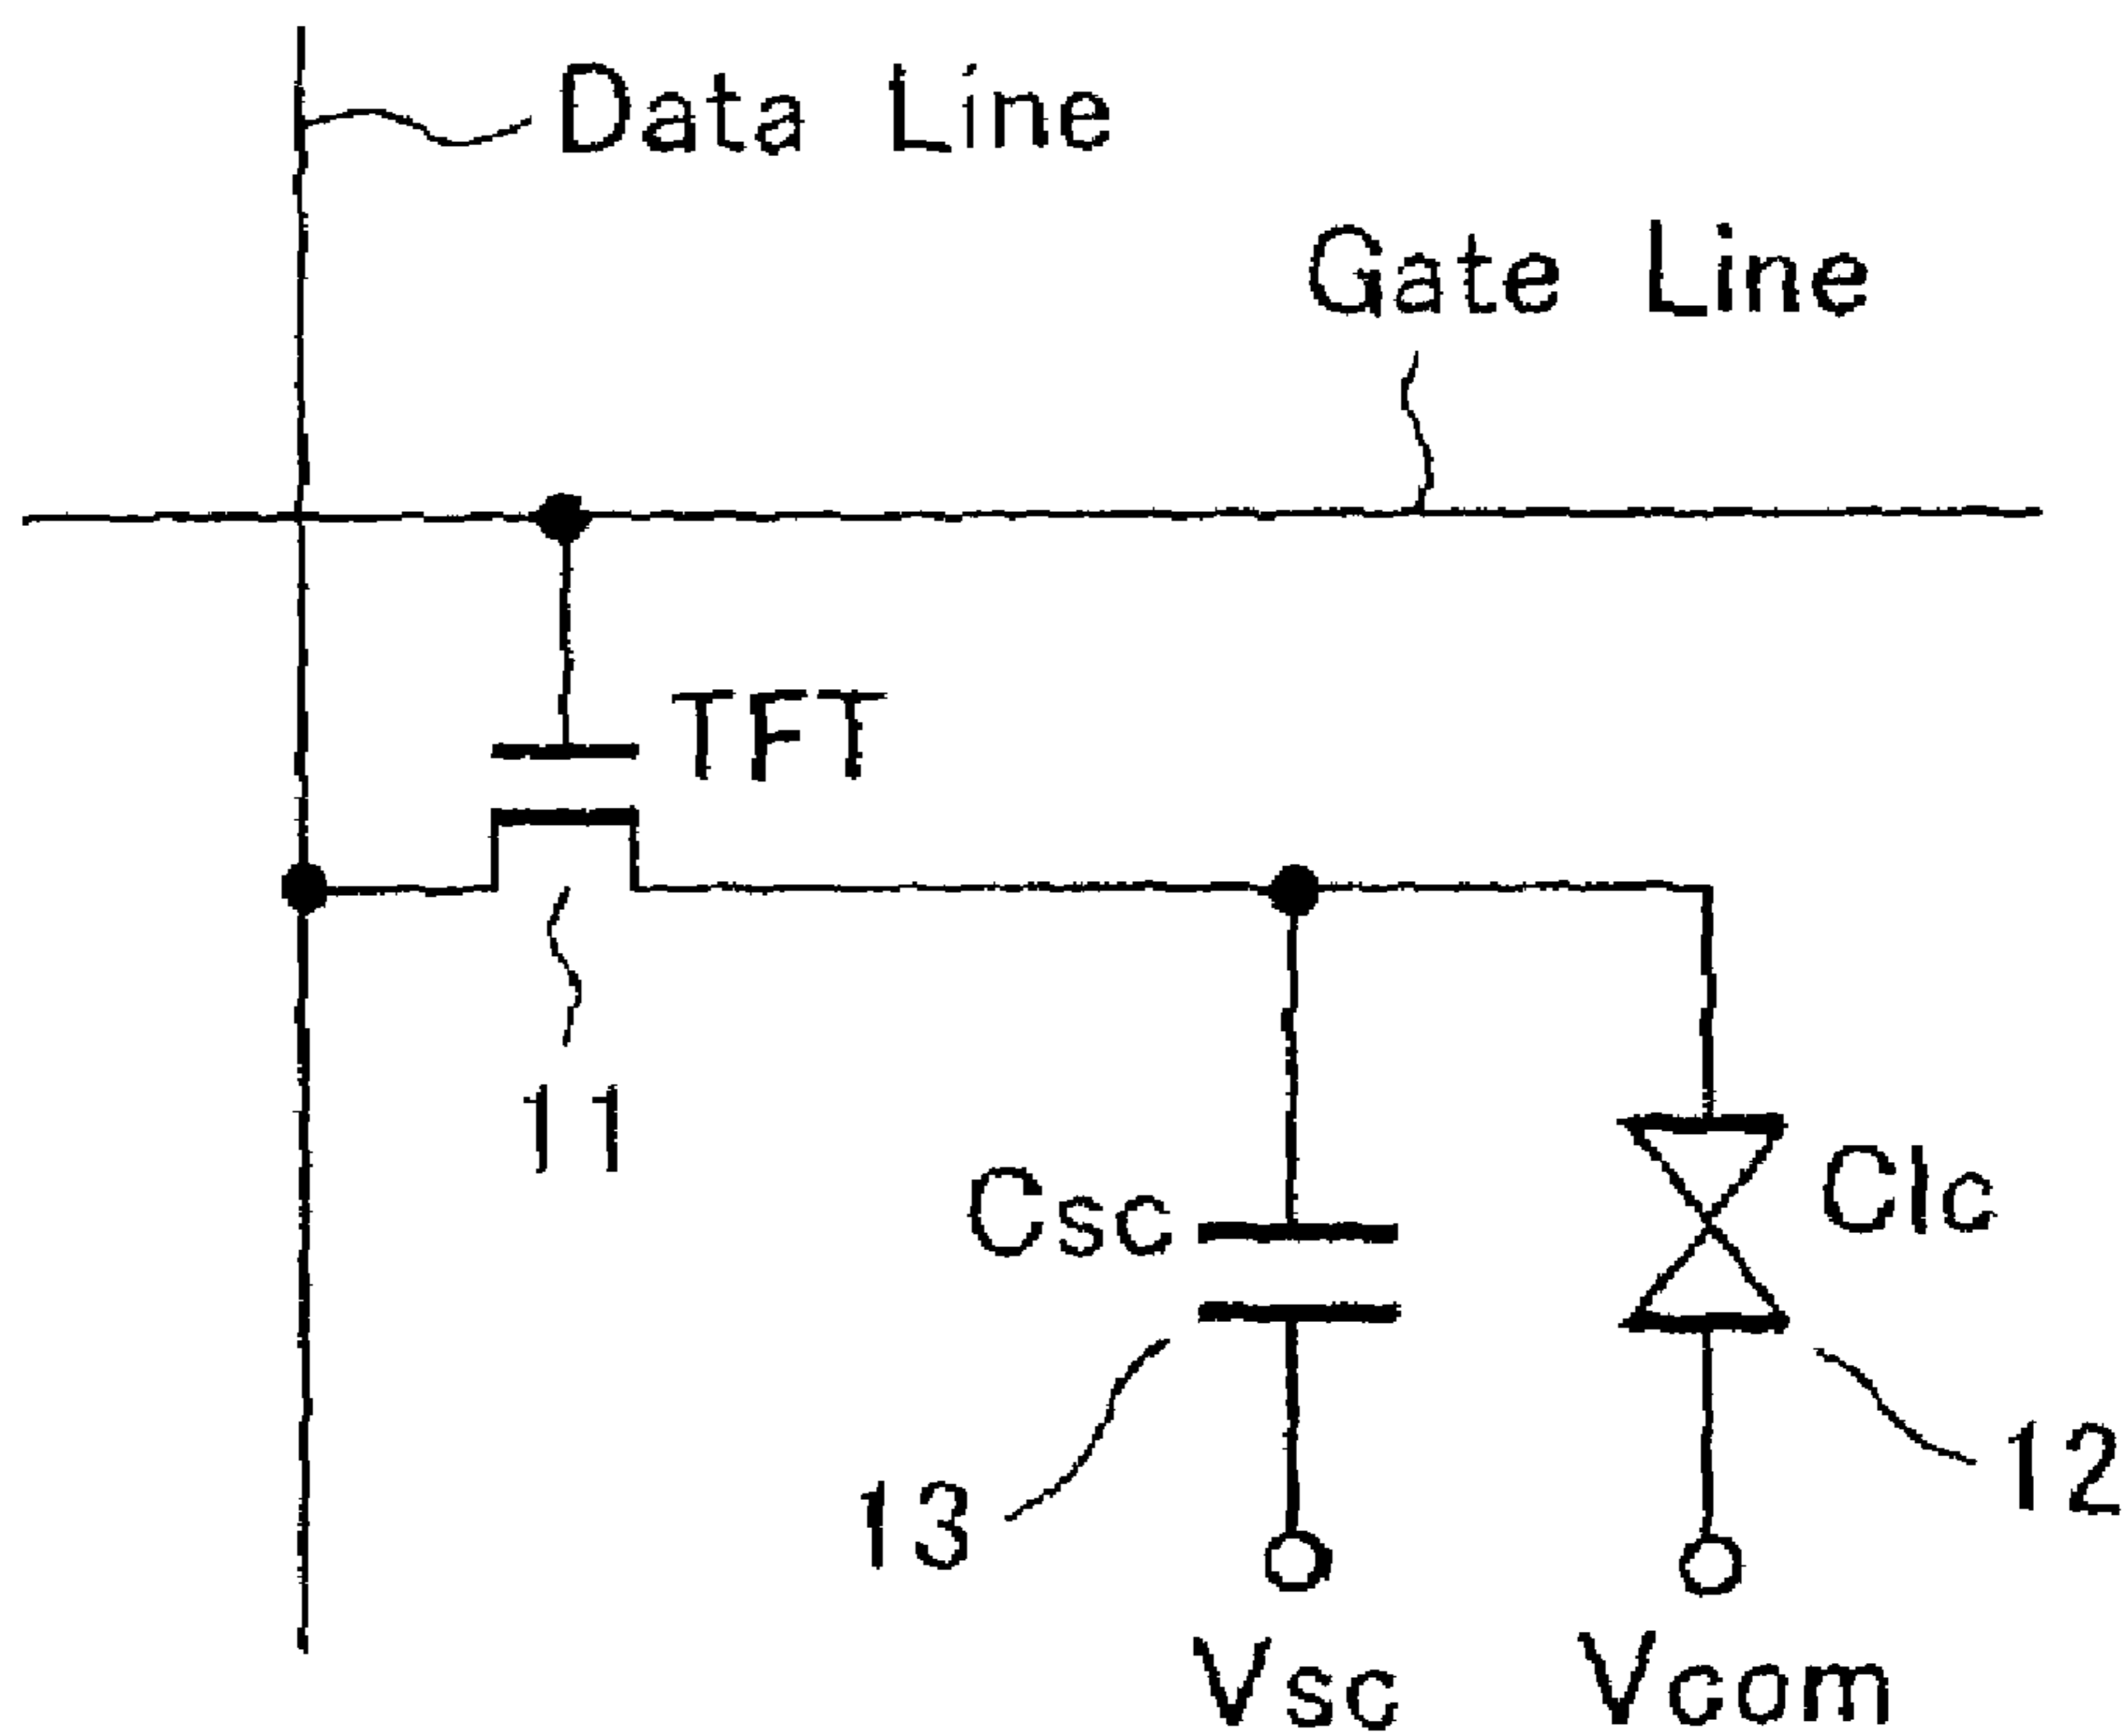 Data Line
Gate Line
TFT
11
Csc
Clc
13
12
Vsc
Vcom